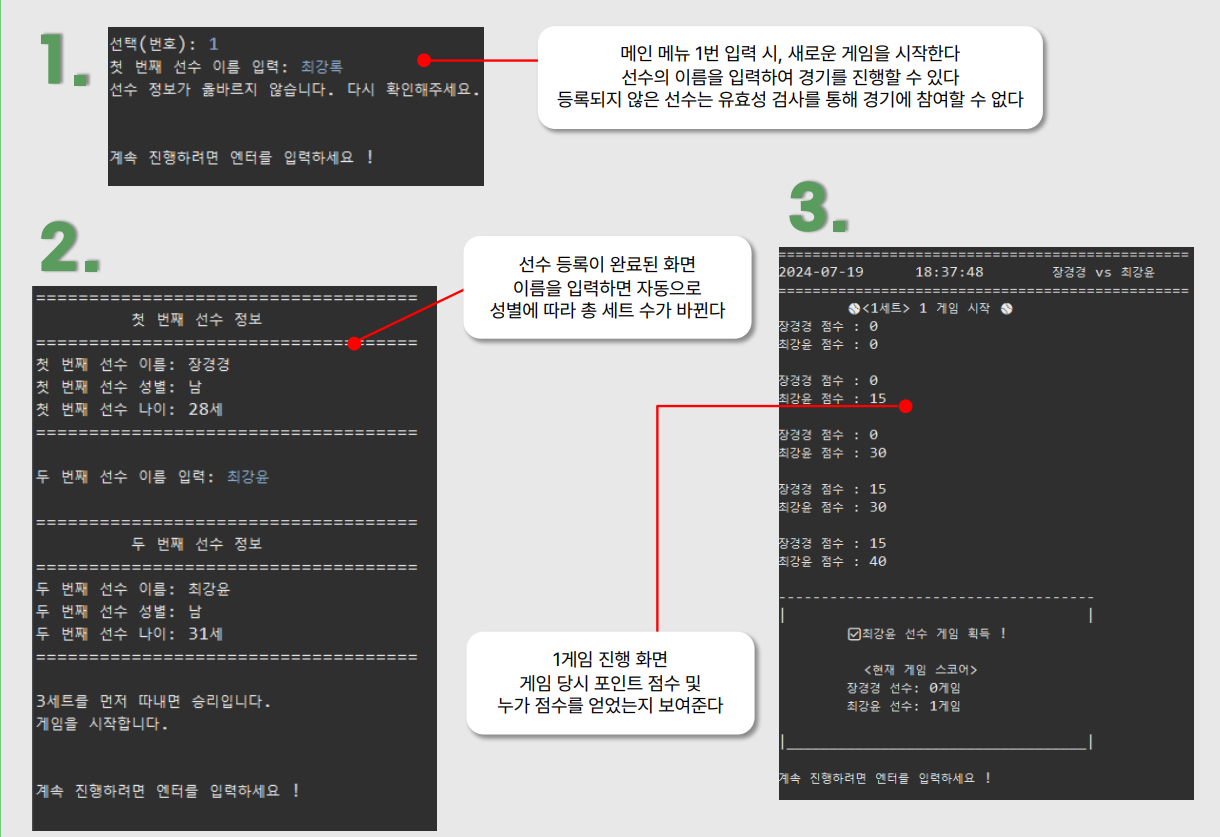 1.
선택(번호): 1
첫 번째 선수 이름 입력: 최강록
선수 정보가 옳바르지 않습니다. 다시 확인해주세요.
계속 진행하려면 엔터를 입력하세요 !
메인 메뉴 1번 입력 시, 새로운 게임을 시작한다
선수의 이름을 입력하여 경기를 진행할 수 있다
등록되지 않은 선수는 유효성 검사를 통해 경기에 참여할 수 없다
2.
====================================
첫 번째 선수 정보
====================================
첫 번째 선수 이름: 장경경
첫 번째 선수 성별: 남
첫 번째 선수 나이: 28세
====================================
두 번째 선수 이름 입력: 최강윤
====================================
두 번째 선수 정보
====================================
두 번째 선수 이름: 최강윤
두 번째 선수 성별: 남
두 번째 선수 나이: 31세
====================================
3세트를 먼저 따내면 승리입니다.
게임을 시작합니다.
계속 진행하려면 엔터를 입력하세요 !
선수 등록이 완료된 화면
이름을 입력하면 자동으로
성별에 따라 총 세트 수가 바뀐다
3.
================================================
2024-07-19 18:37:48 장경경 vs 최강윤
================================================
⚾<1세트> 1 게임 시작 ⚾
장경경 점수 : 0
최강윤 점수 : 0
장경경 점수 : 0
최강윤 점수 : 15
장경경 점수 : 0
최강윤 점수 : 30
장경경 점수 : 15
최강윤 점수 : 30
장경경 점수 : 15
최강윤 점수 : 40
-------------------------------------
| |
☑최강윤 선수 게임 획득 !
<현재 게임 스코어>
장경경 선수: 0게임
최강윤 선수: 1게임
|____________________________________|
계속 진행하려면 엔터를 입력하세요 !
1게임 진행 화면
게임 당시 포인트 점수 및
누가 점수를 얻었는지 보여준다